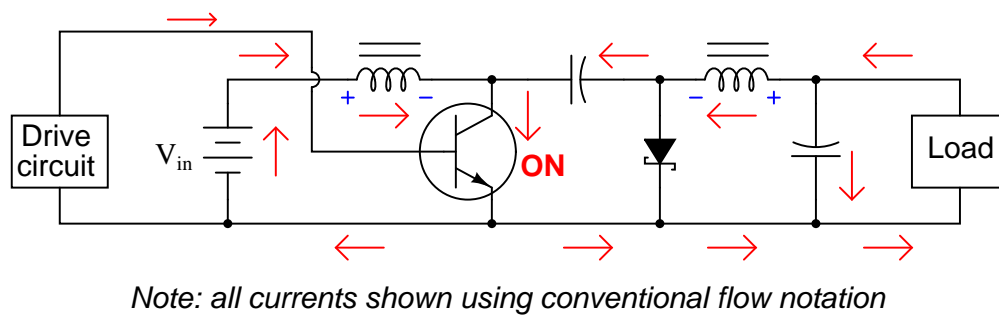 + - - +
Drive
circuit
Vin
ON
Load
Note: all currents shown using conventional flow notation